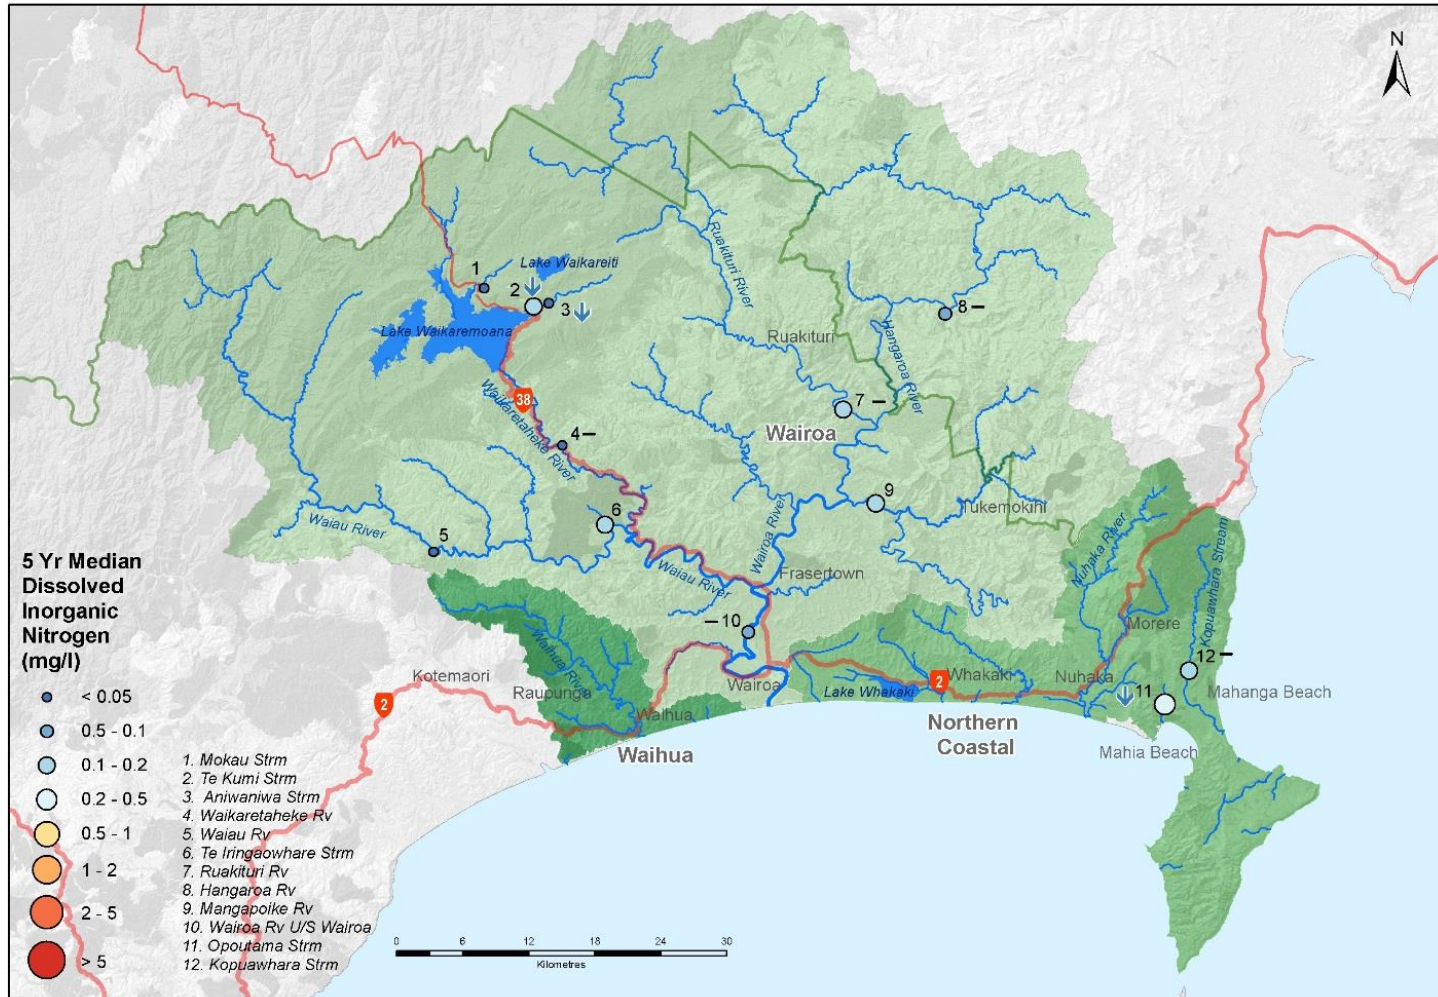 N
Lake Waikareiti
1
2
3
Lake Waikaremoana
Ruakituri River
8
Ruakituri
Hangaroa River
38
Waikaretaheke River
7
Wairoa
4
9
6
Tukemokini
Waiau River
5
Wairoa River
Nuhaka River
Kopuawhara Stream
Frasertown
Waiau River
10
Morere
12
Waihua River
Kotemaori
Raupunga
Wairoa
Lake Whakaki
Whakaki
2
Nuhaka
11
Mahanga Beach
2
Waihua
Waihua
Northern
Coastal
Mahia Beach
5 Yr Median
Dissolved
Inorganic
Nitrogen
(mg/l)
< 0.05
0.5 - 0.1
0.1 - 0.2
0.2 - 0.5
0.5 - 1
1 - 2
2 - 5
> 5
1. Mokau Strm
2. Te Kumi Strm
3. Aniwaniwa Strm
4. Waikaretaheke Rv
5. Waiau Rv
6. Te Iringaowhare Strm
7. Ruakituri Rv
8. Hangaroa Rv
9. Mangapoike Rv
10. Wairoa Rv U/S Wairoa
11. Opoutama Strm
12. Kopuawhara Strm
0 6 12 18 24 30
Kilometres